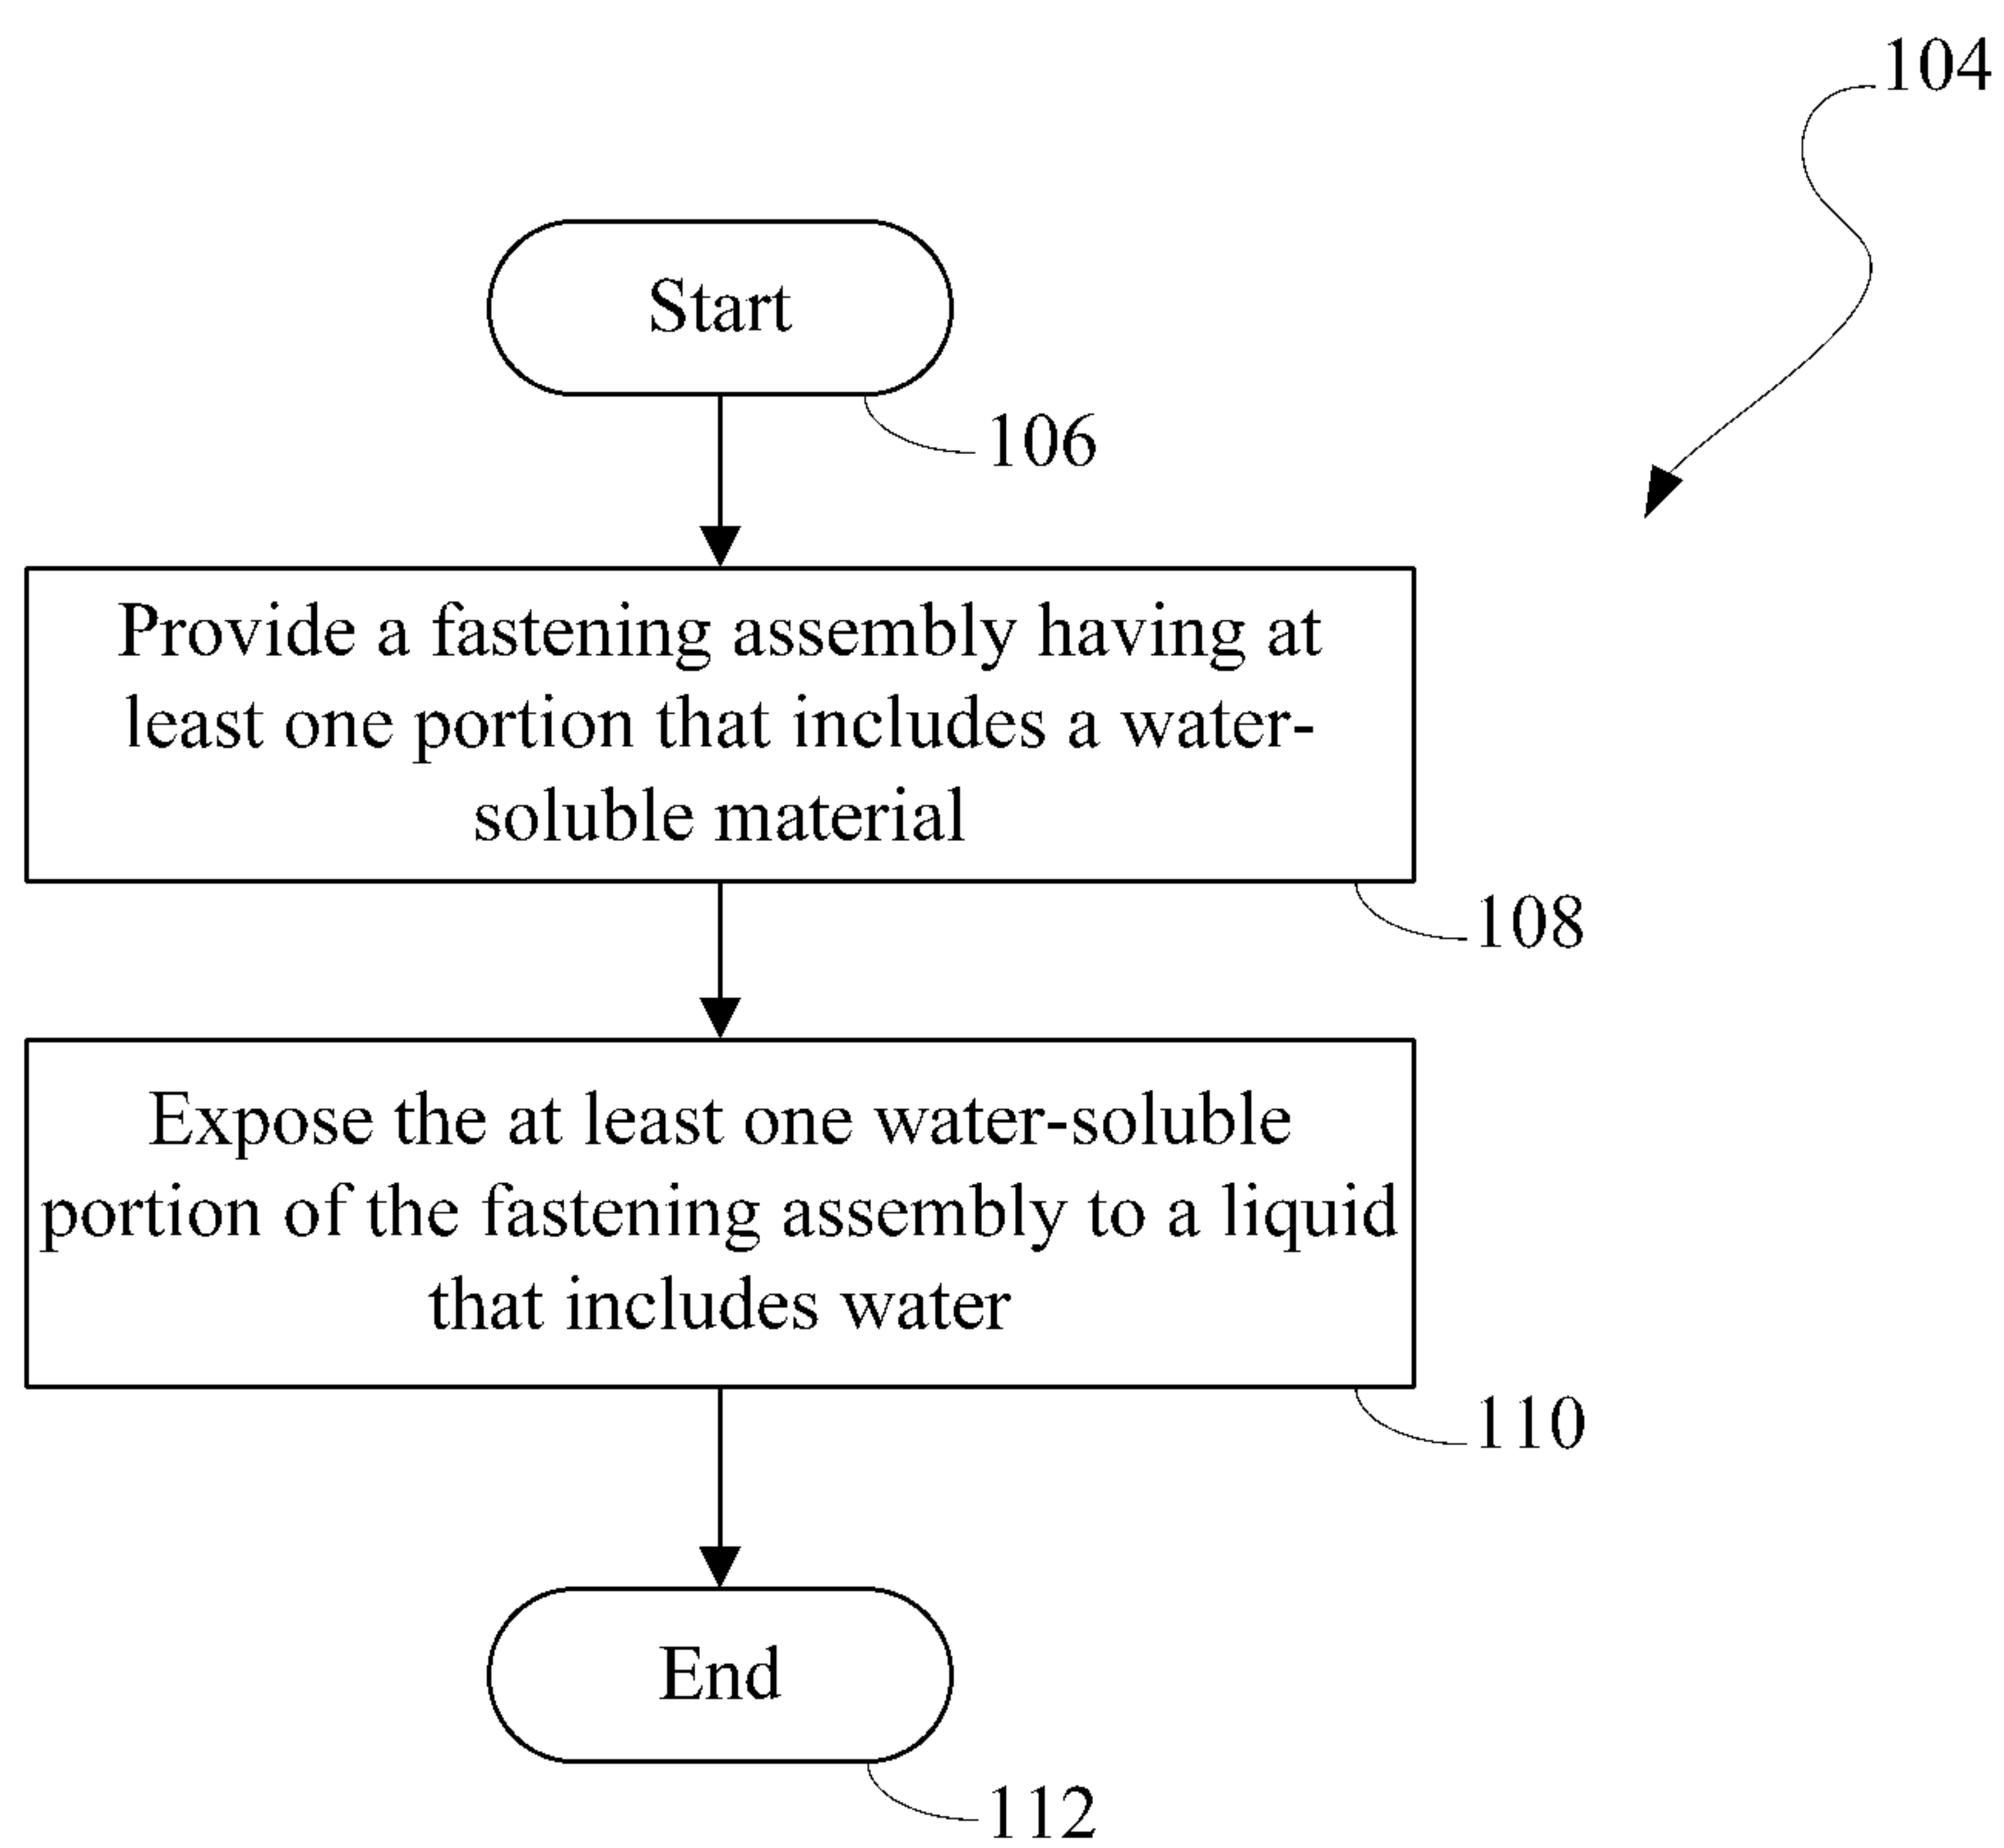 104
Start
106
Provide a fastening assembly having at
least one portion that includes a water-
soluble material
108
Expose the at least one water-soluble
portion of the fastening assembly to a liquid
that includes water
110
End
112